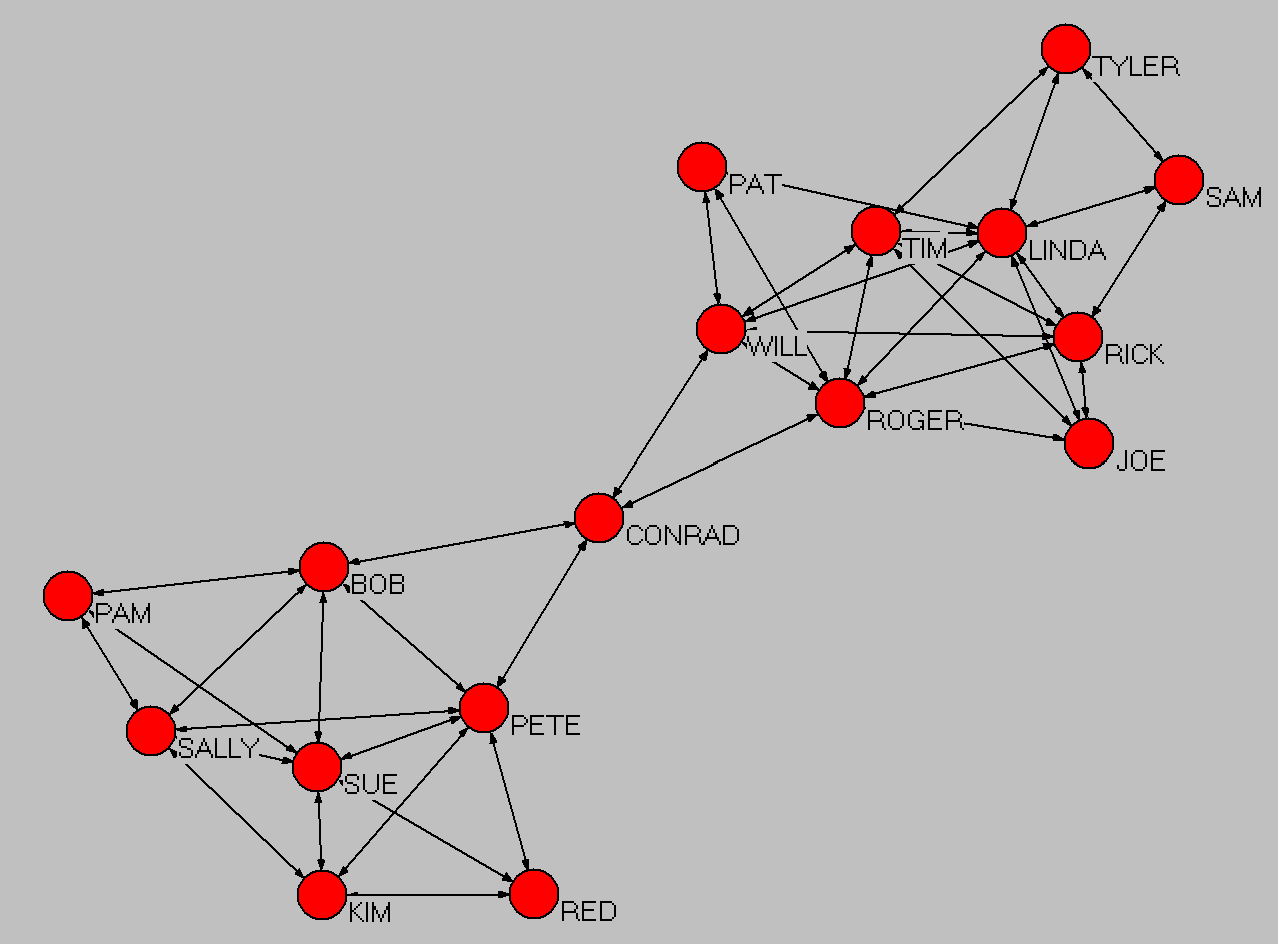 TYLER
PAT
SAM
TIM
LINDA
WILL
RICK
ROGER
JOE
CONRAD
BOB
PAM
PETE
SALLY
SUE
KIM
RED